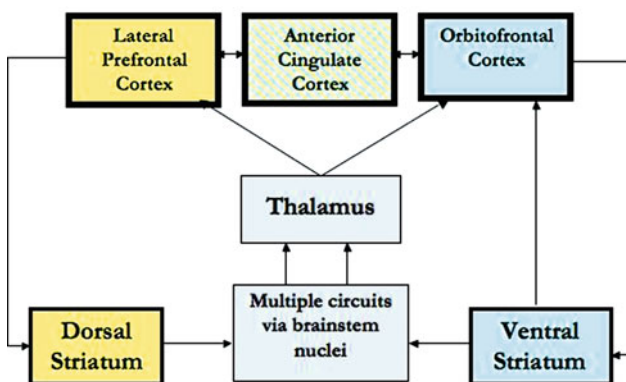 Lateral
Prefrontal
Cortex
Anterior
Cingulate
Cortex
Orbitofrontal
Cortex
Thalamus
Multiple circuits
via brainstem
nuclei
Dorsal
Striatum
Ventral
Striatum